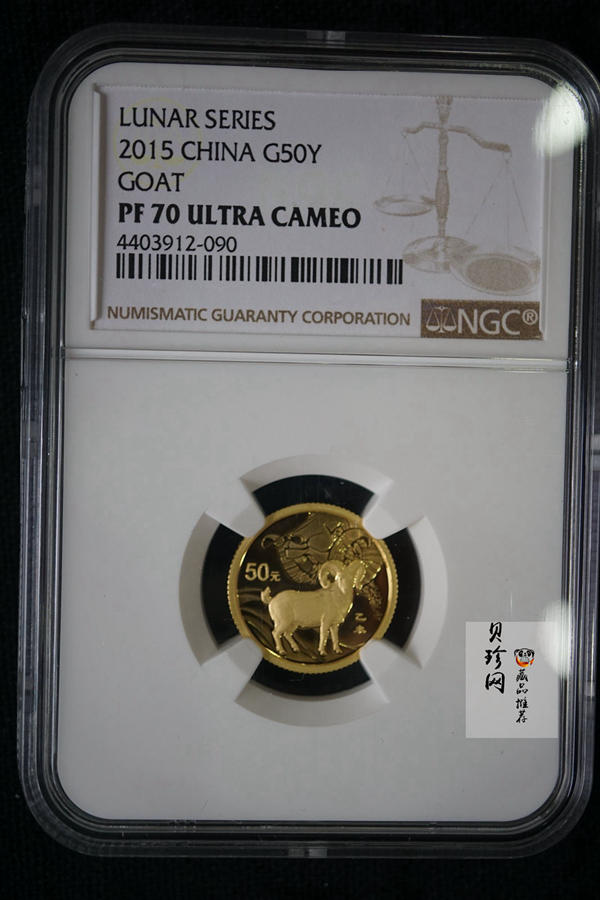 LUNAR SERIES
2015 CHINA G50Y
GOAT
PF 70 ULTRA CAMEO
4403912-090
NUMISMATIC GUARANTY CORPORATION
NGC®
50元
乙未
贝珍网
藏品推荐